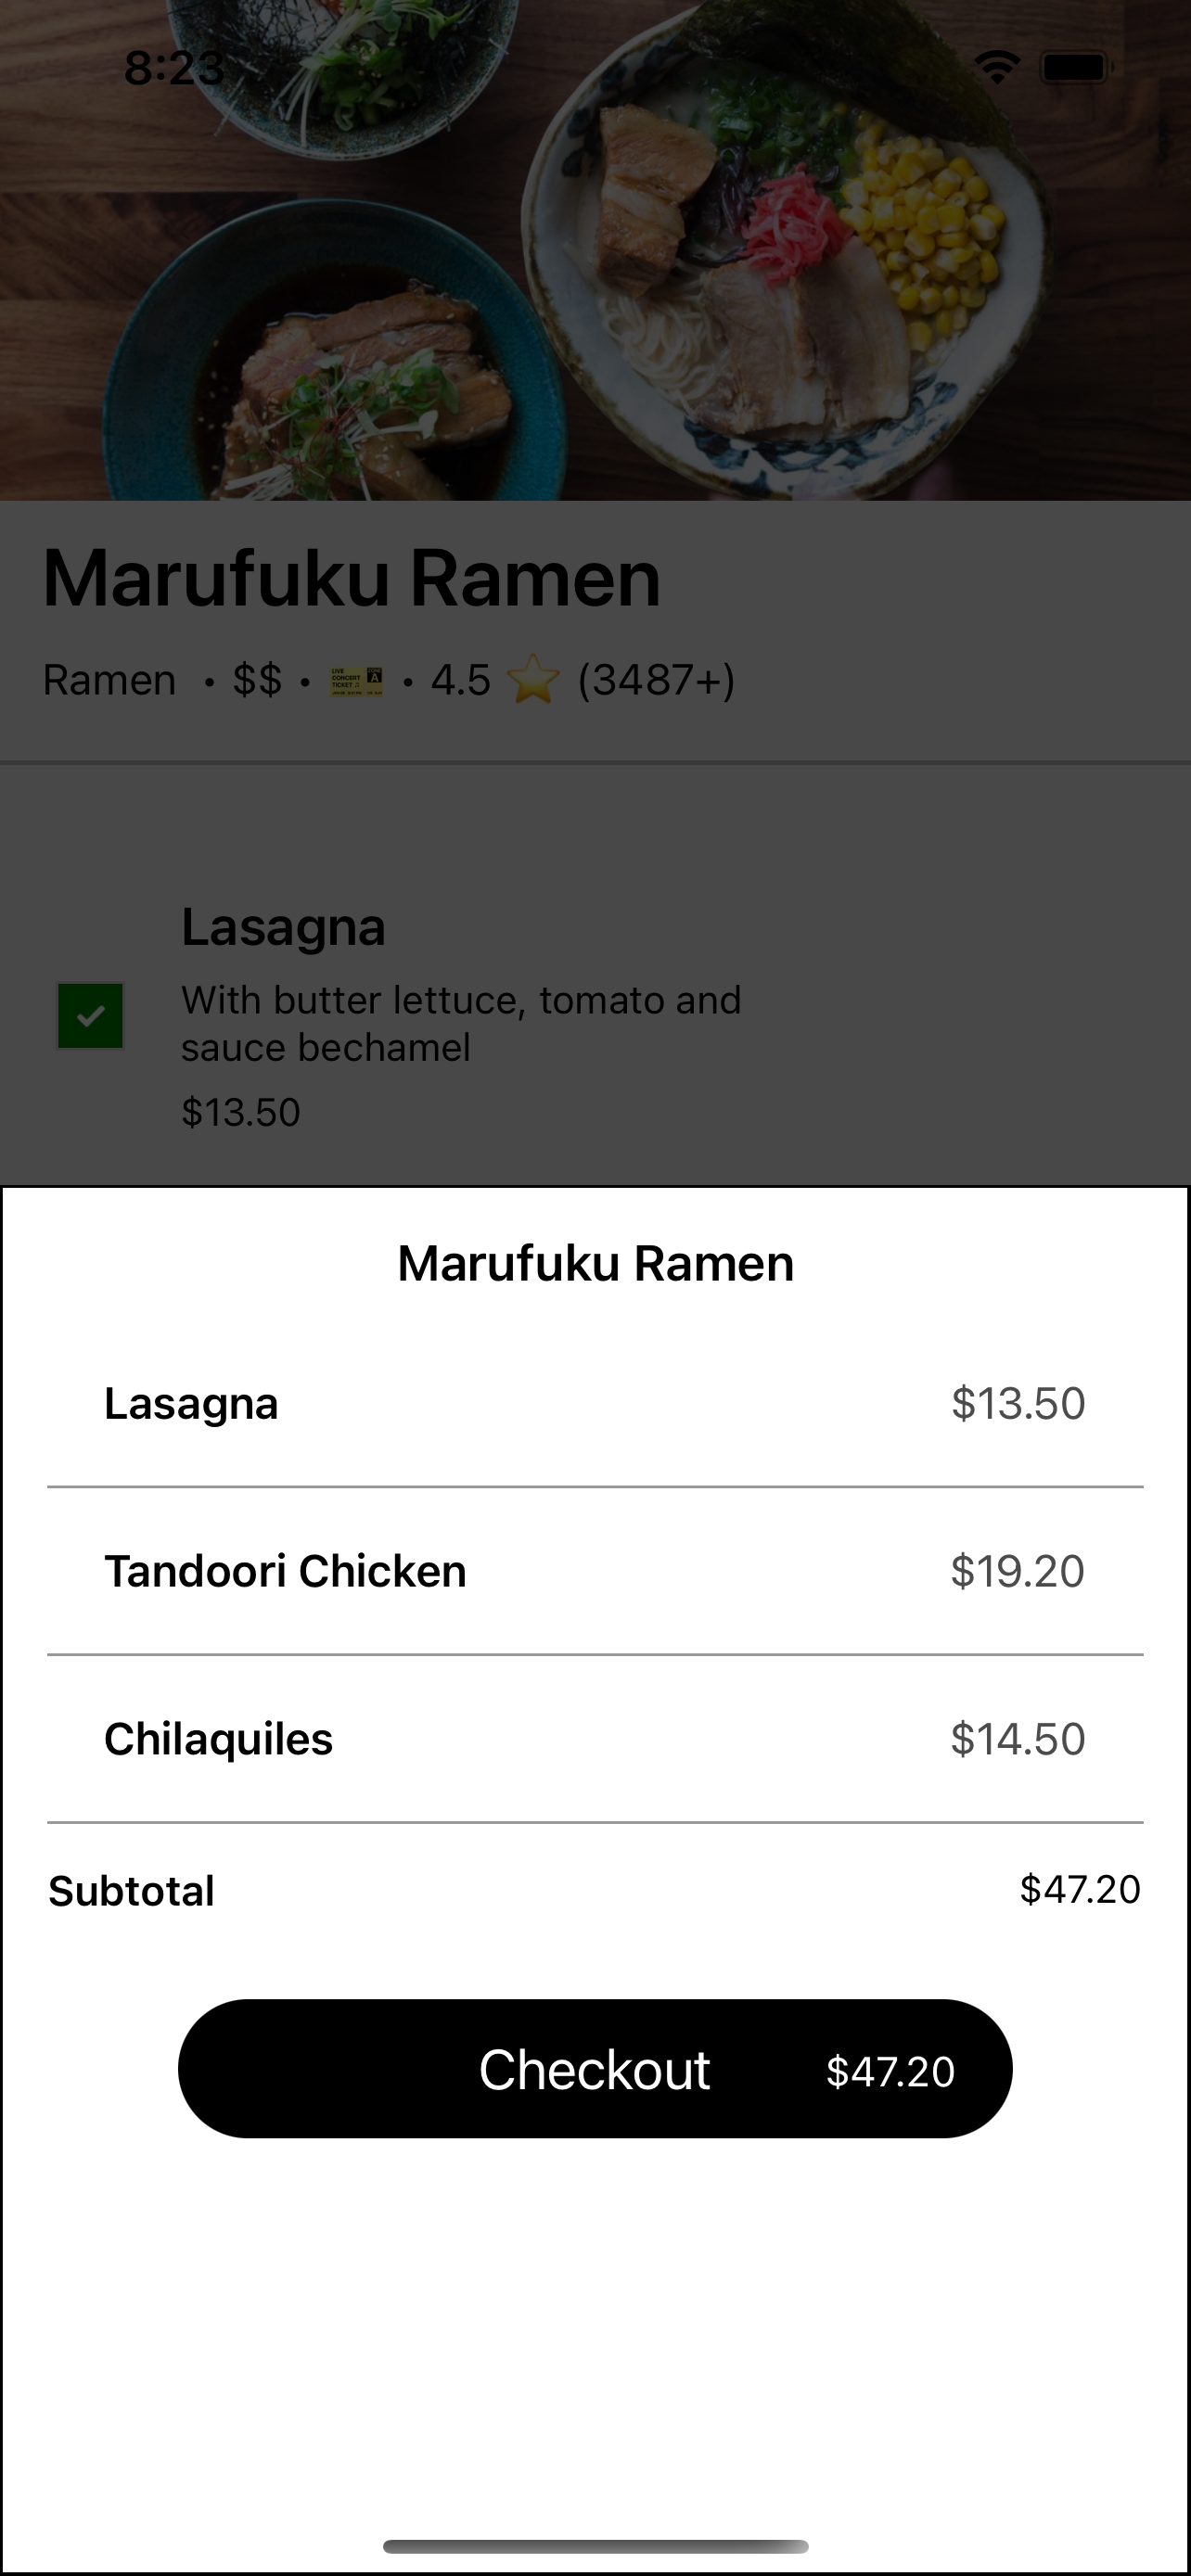 8:23
Marufuku Ramen
Ramen • $$ • 🎫 • 4.5 ⭐ (3487+)
Lasagna
With butter lettuce, tomato and
sauce bechamel
$13.50
Marufuku Ramen
Lasagna $13.50
Tandoori Chicken $19.20
Chilaquiles $14.50
Subtotal $47.20
Checkout $47.20